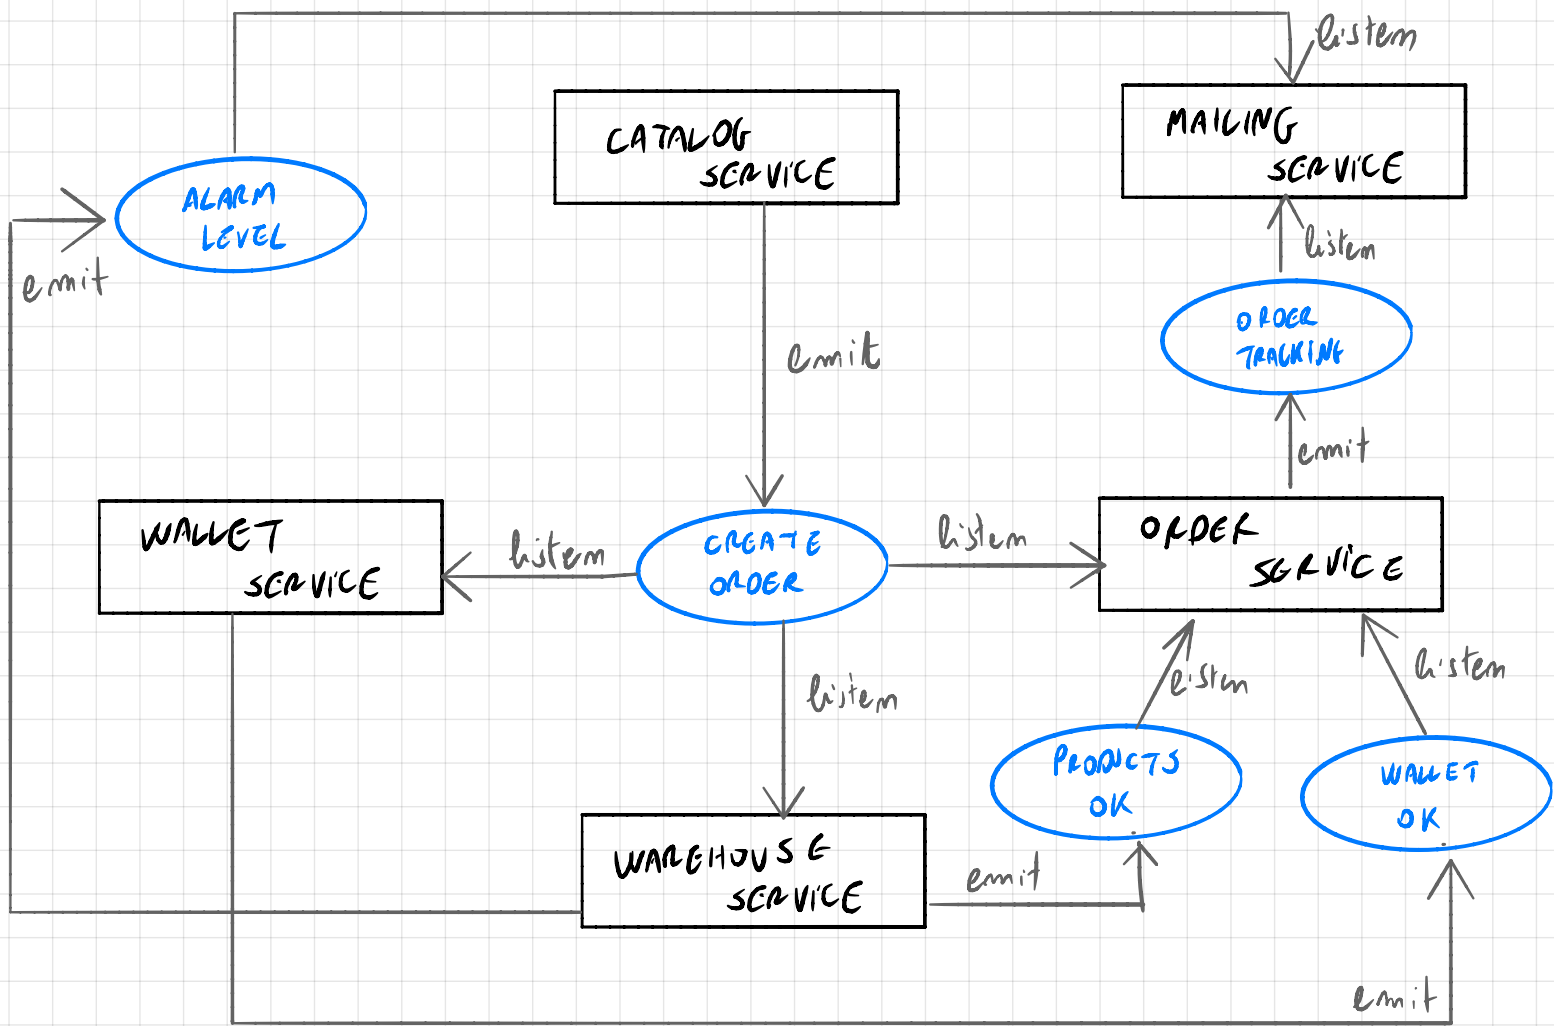 listen
CATALOG
SERVICE
MAILING
SERVICE
ALARM
LEVEL
emit
listen
ORDER
TRACKING
emit
emit
WALLET
SERVICE
listen
CREATE
ORDER
listen
ORDER
SERVICE
listen
listen
listen
PRODUCTS
OK
WALLET
OK
WAREHOUSE
SERVICE
emit
emit